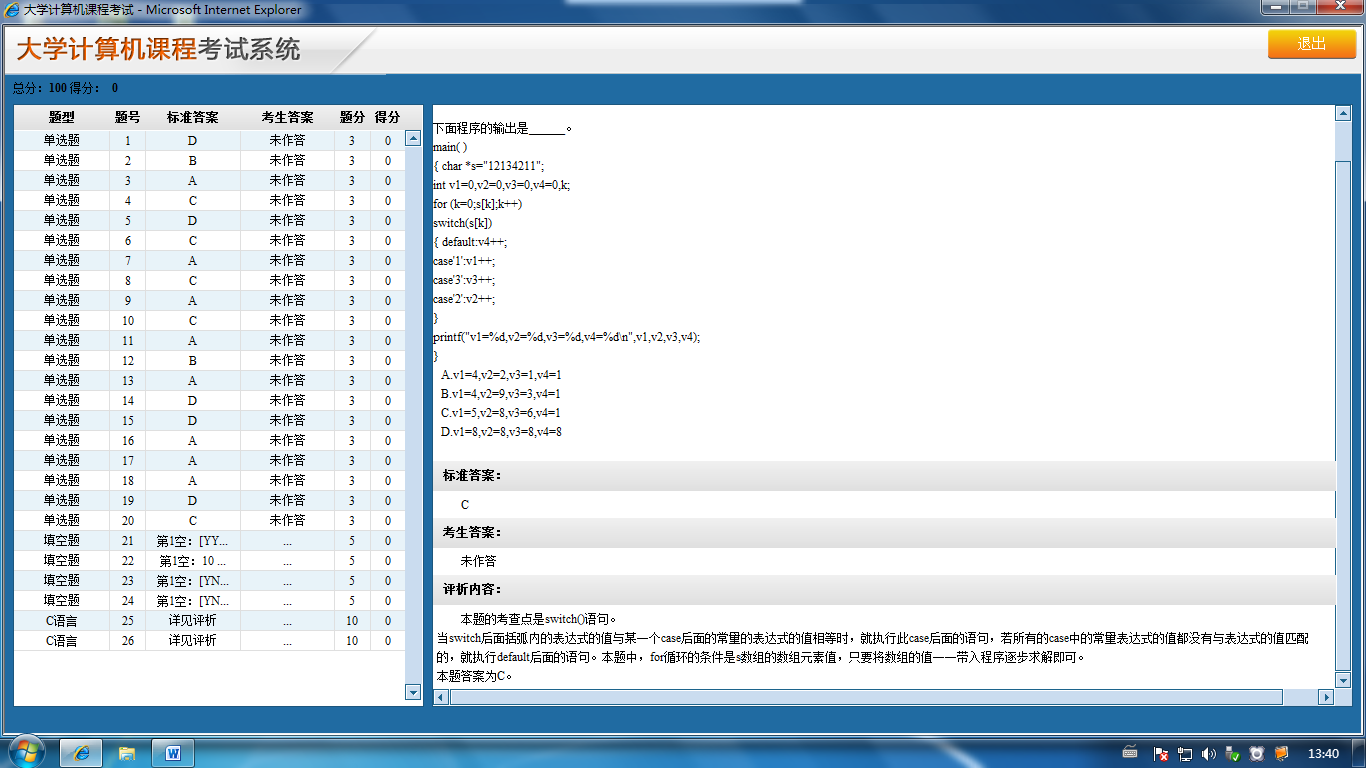 大学计算机课程考试 - Microsoft Internet Explorer
大学计算机课程考试系统
退出
总分：100 得分： 0
题型 题号 标准答案 考生答案 题分 得分
单选题 1 D 未作答 3 0
单选题 2 B 未作答 3 0
单选题 3 A 未作答 3 0
单选题 4 C 未作答 3 0
单选题 5 D 未作答 3 0
单选题 6 C 未作答 3 0
单选题 7 A 未作答 3 0
单选题 8 C 未作答 3 0
单选题 9 A 未作答 3 0
单选题 10 C 未作答 3 0
单选题 11 A 未作答 3 0
单选题 12 B 未作答 3 0
单选题 13 A 未作答 3 0
单选题 14 D 未作答 3 0
单选题 15 D 未作答 3 0
单选题 16 A 未作答 3 0
单选题 17 A 未作答 3 0
单选题 18 A 未作答 3 0
单选题 19 D 未作答 3 0
单选题 20 C 未作答 3 0
填空题 21 第1空：[YY... ... 5 0
填空题 22 第1空：10 ... ... 5 0
填空题 23 第1空：[YN... ... 5 0
填空题 24 第1空：[YN... ... 5 0
C语言 25 详见评析 ... 10 0
C语言 26 详见评析 ... 10 0
下面程序的输出是______。
main( )
{ char *s="12134211";
int v1=0,v2=0,v3=0,v4=0,k;
for (k=0;s[k];k++)
switch(s[k])
{ default:v4++;
case'1':v1++;
case'3':v3++;
case'2':v2++;
}
printf("v1=%d,v2=%d,v3=%d,v4=%d\n",v1,v2,v3,v4);
}
A.v1=4,v2=2,v3=1,v4=1
B.v1=4,v2=9,v3=3,v4=1
C.v1=5,v2=8,v3=6,v4=1
D.v1=8,v2=8,v3=8,v4=8
标准答案：
C
考生答案：
未作答
评析内容：
本题的考查点是switch()语句。
当switch后面括弧内的表达式的值与某一个case后面的常量的表达式的值相等时，就执行此case后面的语句，若所有的case中的常量表达式的值都没有与表达式的值匹配
的，就执行default后面的语句。本题中，for循环的条件是s数组的数组元素值，只要将数组的值一一带入程序逐步求解即可。
本题答案为C。
13:40